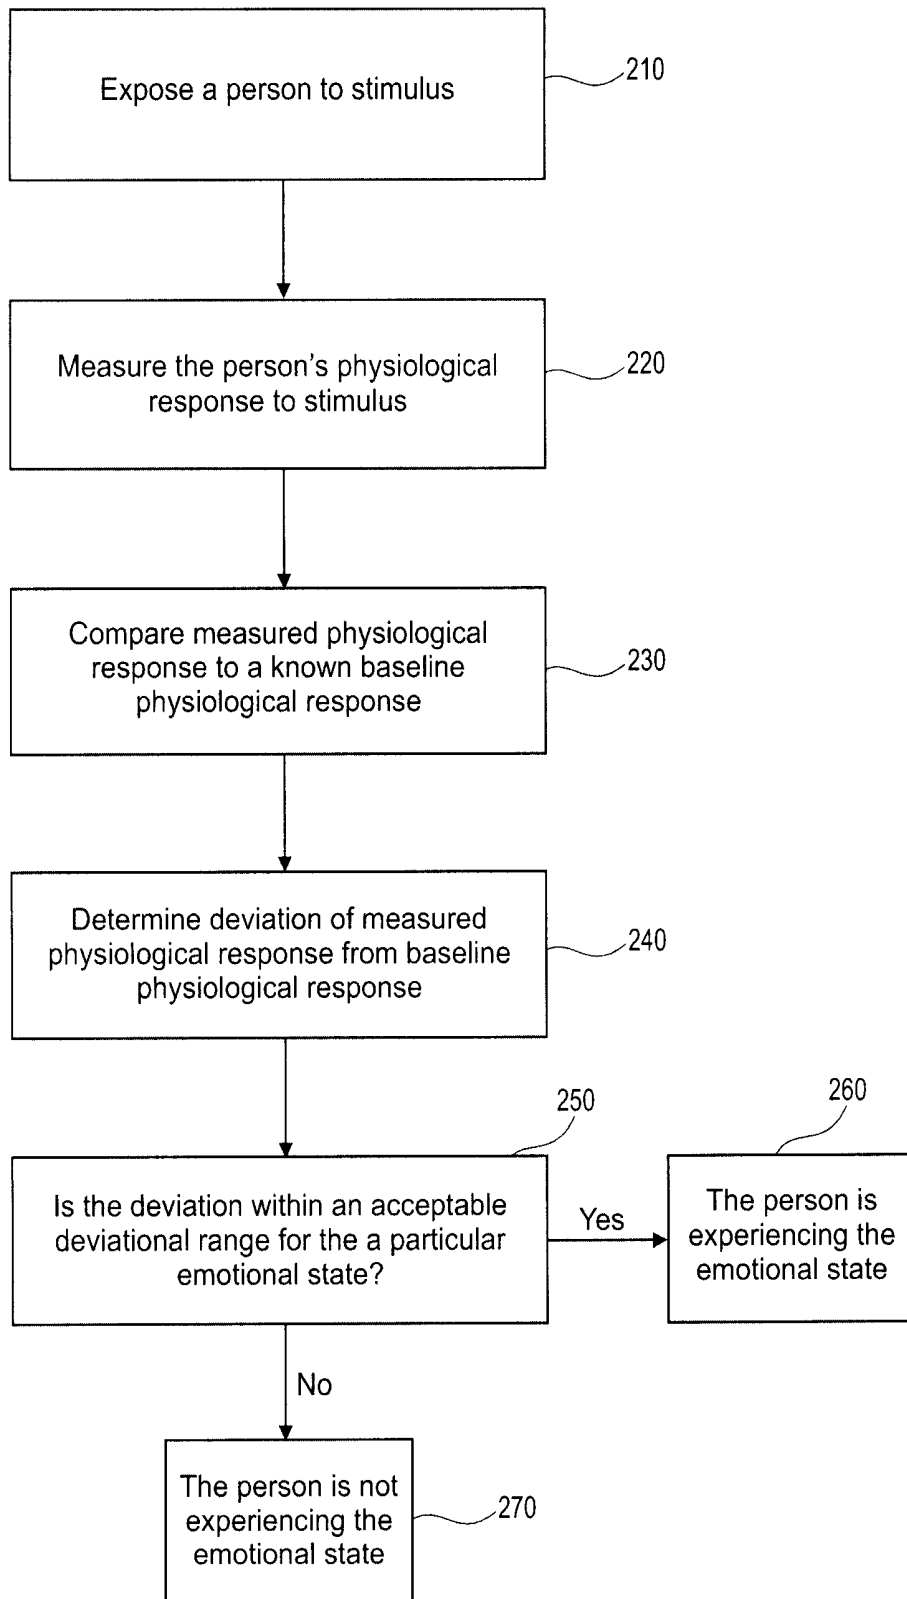 Expose a person to stimulus
210
Measure the person's physiological
response to stimulus
220
Compare measured physiological
response to a known baseline
physiological response
230
Determine deviation of measured
physiological response from baseline
physiological response
240
250
Is the deviation within an acceptable
deviational range for the a particular
emotional state?
Yes
260
The person is
experiencing the
emotional state
No
The person is not
experiencing the
emotional state
270